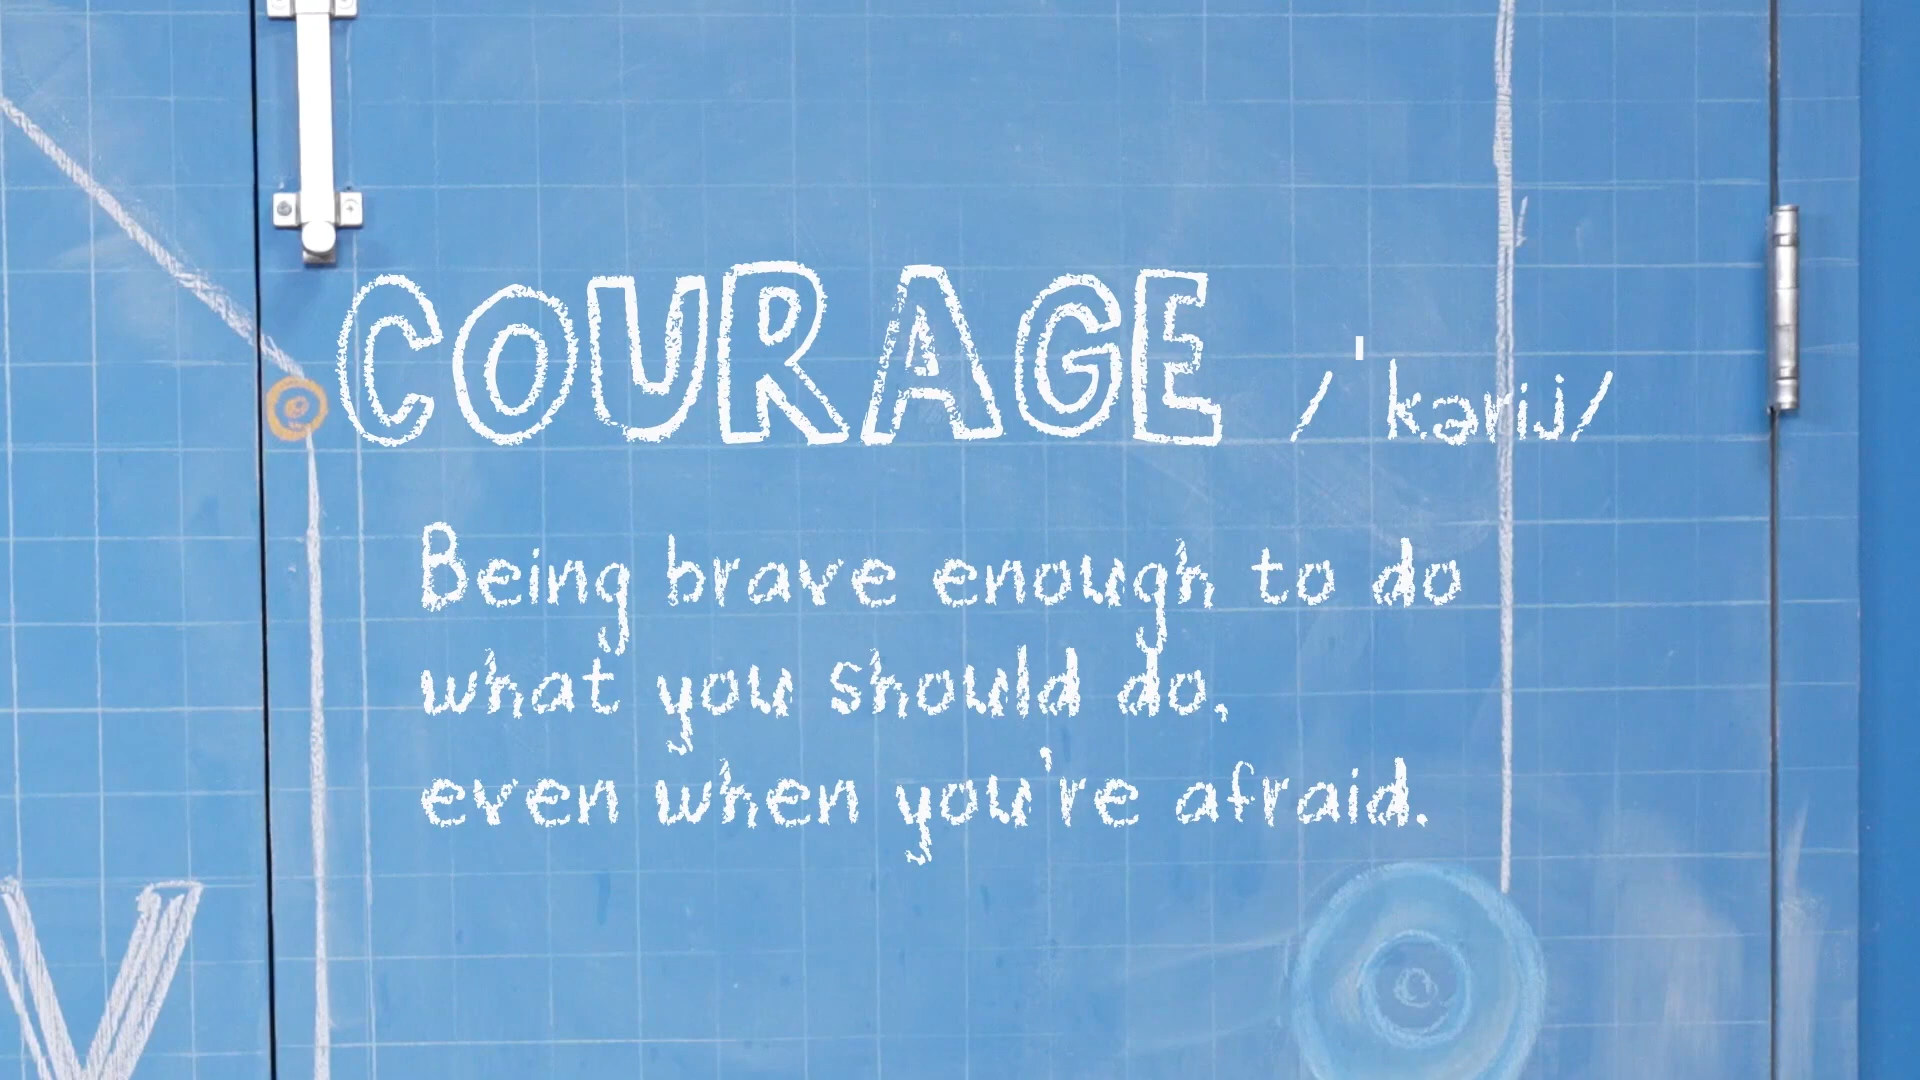 COURAGE /ˈkərij/
Being brave enough to do
what you should do,
even when you're afraid.